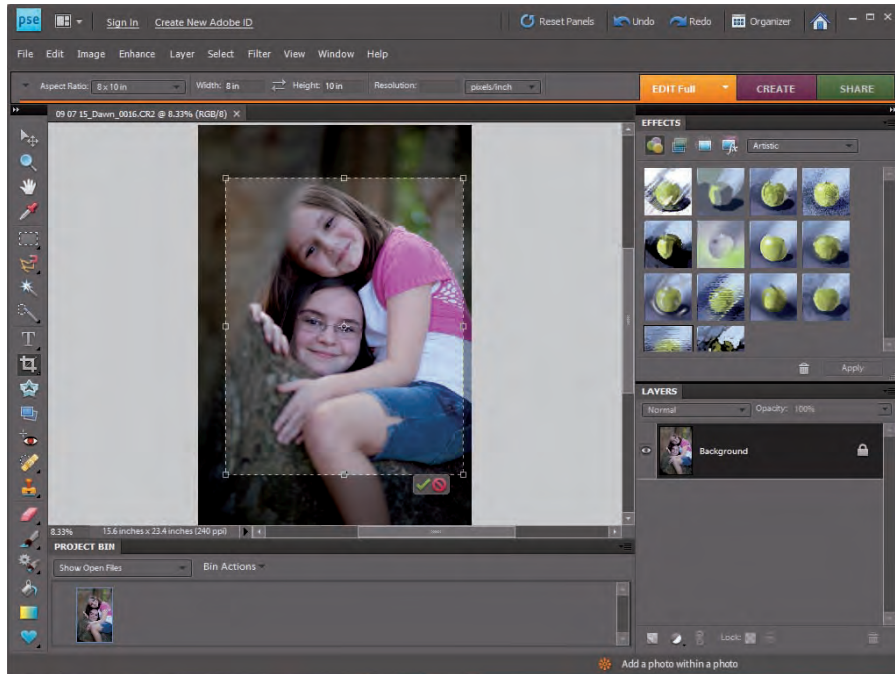 pse Sign In Create New Adobe ID Reset Panels Undo Redo Organizer
File Edit Image Enhance Layer Select Filter View Window Help
Aspect Ratio: 8 x 10 in Width: 8 in Height: 10 in Resolution: pixels/inch EDIT Full CREATE SHARE
09 07 15_Dawn_0016.CR2 @ 8.33% (RGB/8) ×
EFFECTS
Artistic
Apply
LAYERS
Normal Opacity: 100%
Background
8.33% 15.6 inches x 23.4 inches (240 ppi)
PROJECT BIN
Show Open Files Bin Actions
Lock:
Add a photo within a photo